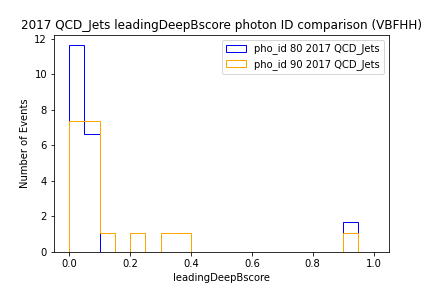 2017 QCD_Jets leadingDeepBscore photon ID comparison (VBFHH)
pho_id 80 2017 QCD_Jets
pho_id 90 2017 QCD_Jets
Number of Events
12
10
8
6
4
2
0
0.0 0.2 0.4 0.6 0.8 1.0
leadingDeepBscore